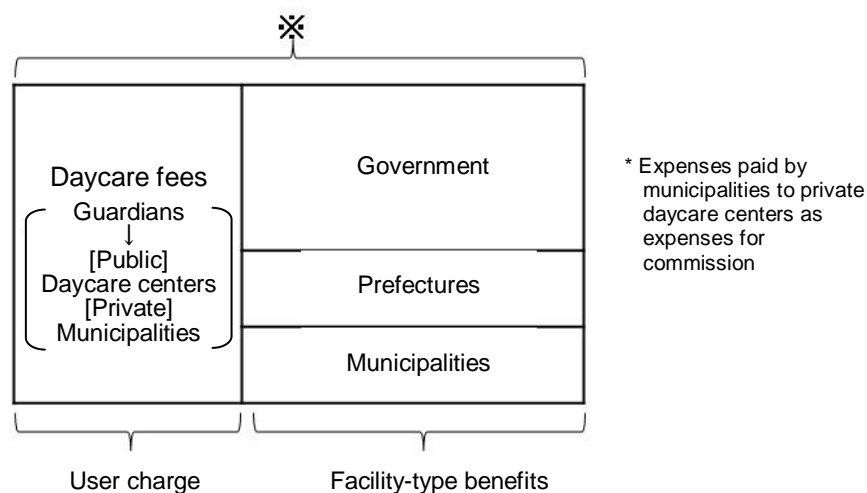 ※
Daycare fees
Guardians
↓
[Public]
Daycare centers
[Private]
Municipalities
Government
Prefectures
Municipalities
* Expenses paid by
municipalities to private
daycare centers as
expenses for
commission
User charge
Facility-type benefits